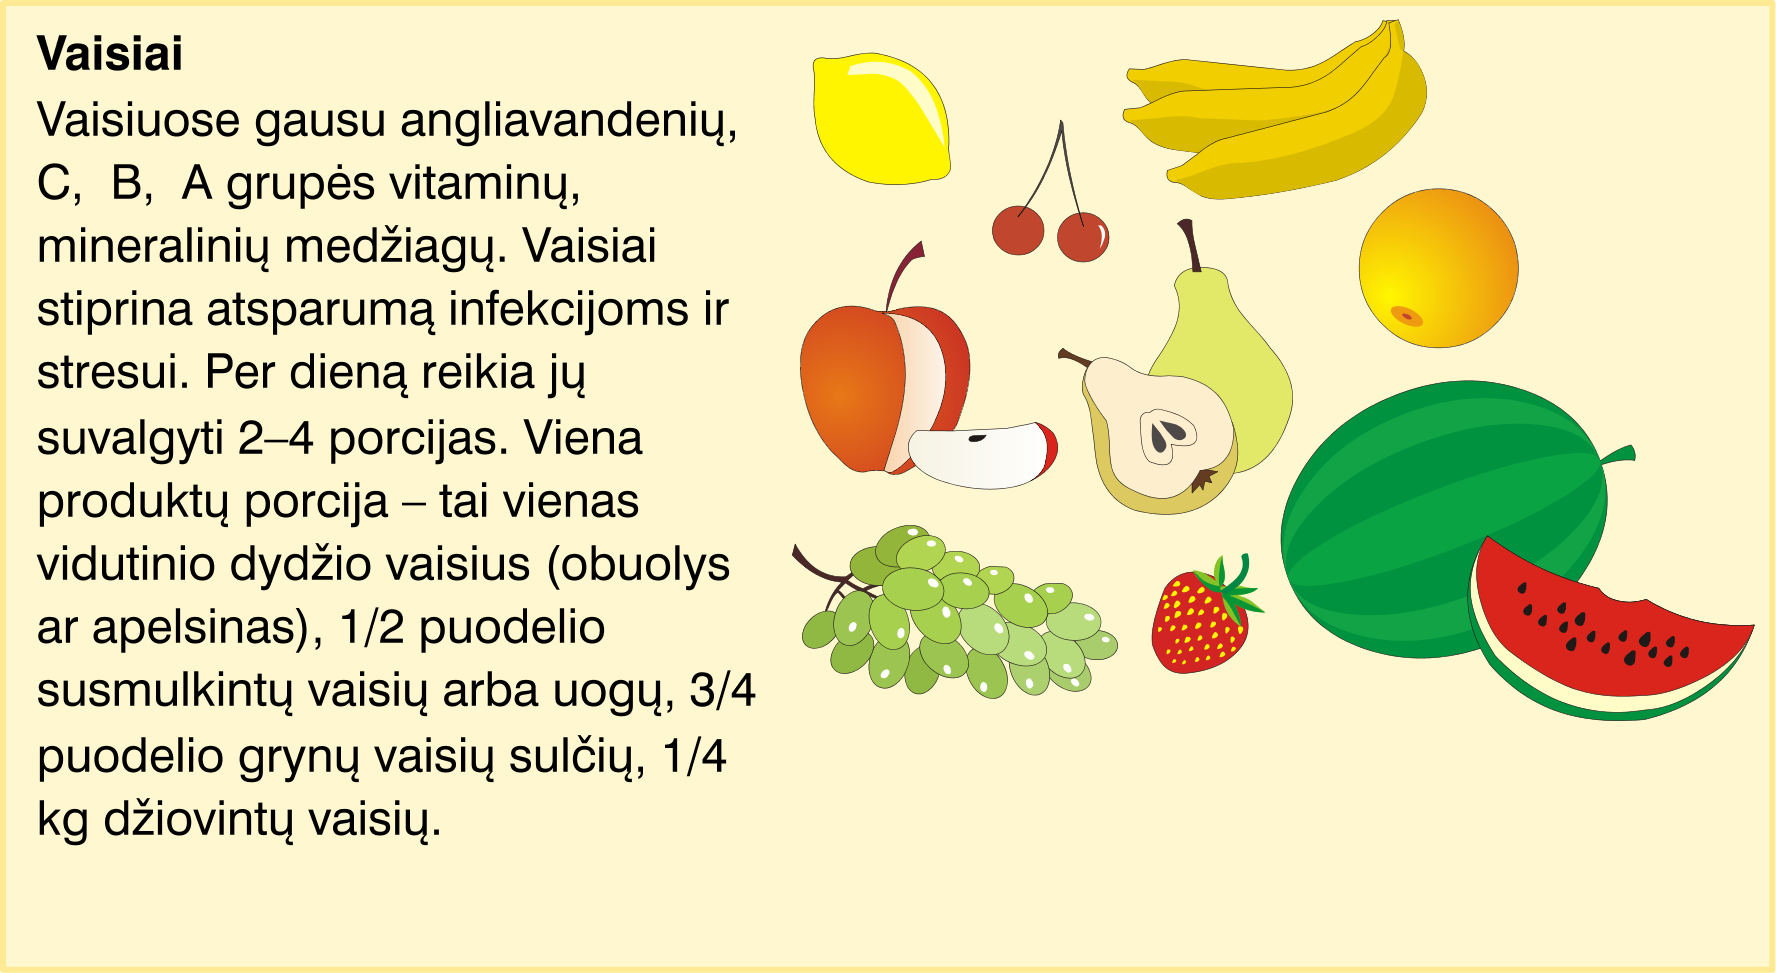 Vaisiai
Vaisiuose gausu angliavandenių,
C,  B,  A grupės vitaminų,
mineralinių medžiagų. Vaisiai
stiprina atsparumą infekcijoms ir
stresui. Per dieną reikia jų
suvalgyti 2–4 porcijas. Viena
produktų porcija – tai vienas
vidutinio dydžio vaisius (obuolys
ar apelsinas), 1/2 puodelio
susmulkintų vaisių arba uogų, 3/4
puodelio grynų vaisių sulčių, 1/4
kg džiovintų vaisių.